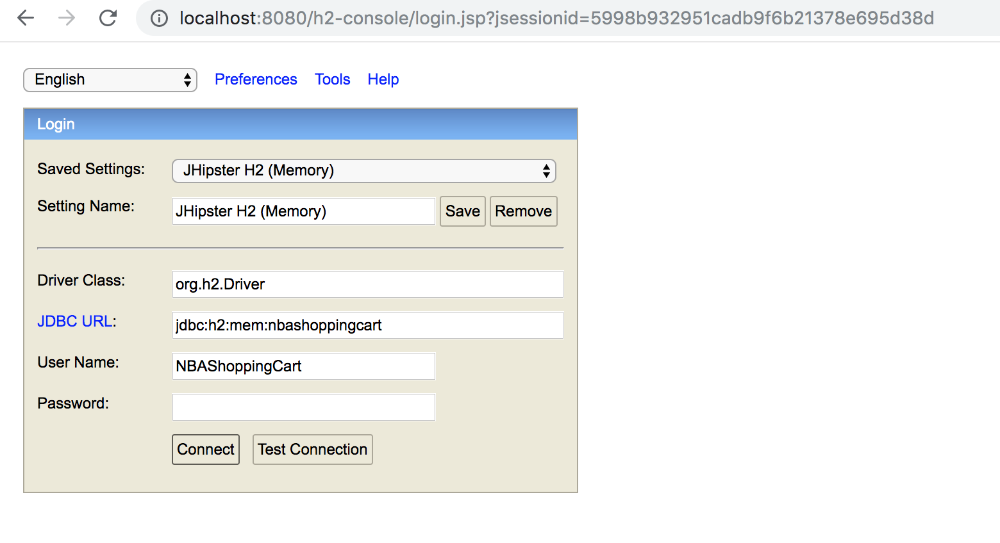 localhost:8080/h2-console/login.jsp?jsessionid=5998b932951cadb9f6b21378e695d38d
English Preferences Tools Help
Login
Saved Settings: JHipster H2 (Memory)
Setting Name: JHipster H2 (Memory) Save Remove
Driver Class: org.h2.Driver
JDBC URL: jdbc:h2:mem:nbashoppingcart
User Name: NBAShoppingCart
Password:
Connect Test Connection